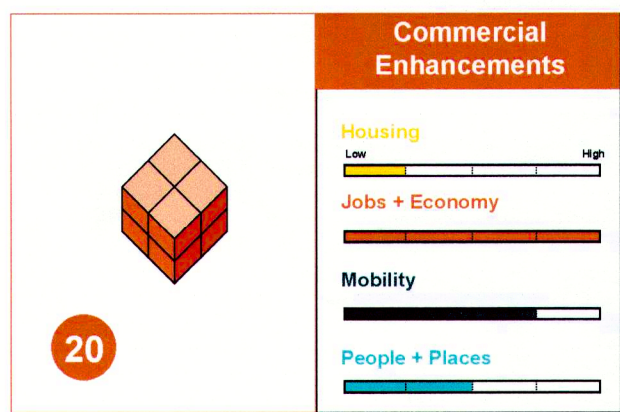 Commercial
Enhancements
Housing
Low High
Jobs + Economy
Mobility
People + Places
20